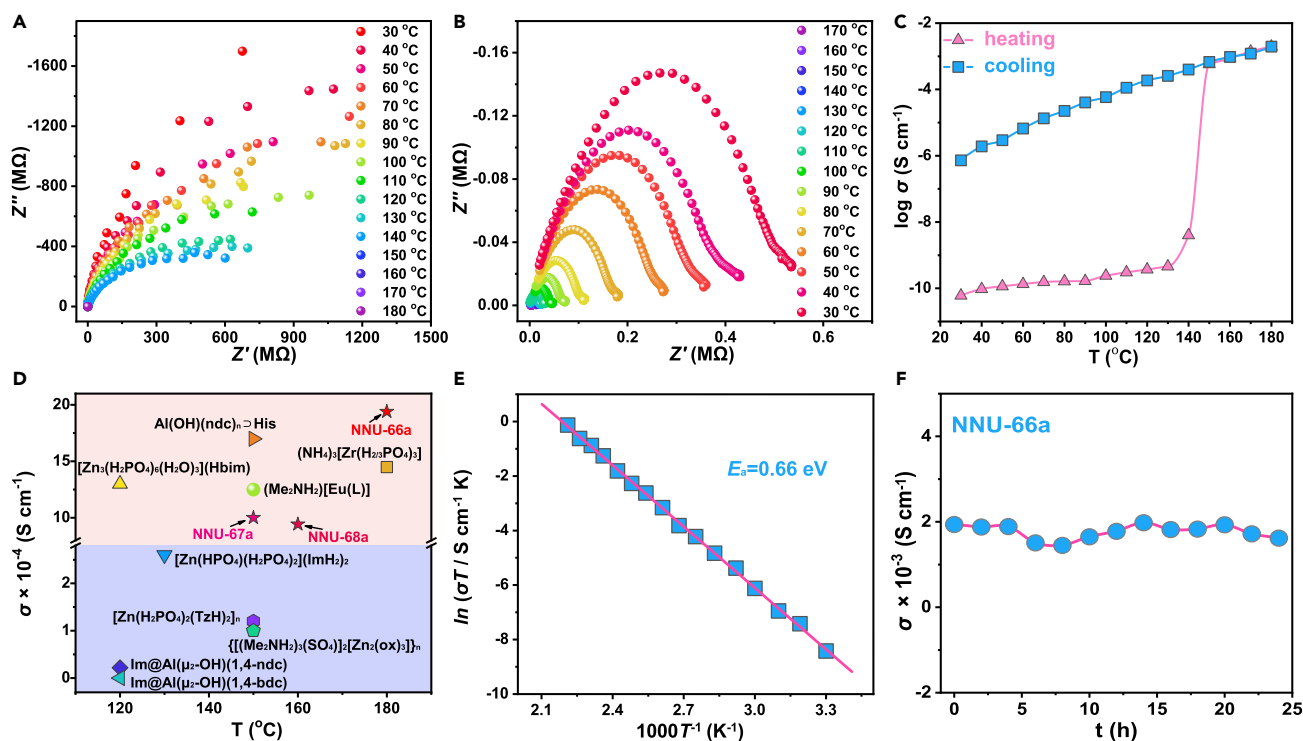 A
-1600
-1200
-800
-400
0
Z'' (MΩ)
0 300 600 900 1200 1500
Z' (MΩ)
30 °C
40 °C
50 °C
60 °C
70 °C
80 °C
90 °C
100 °C
110 °C
120 °C
130 °C
140 °C
150 °C
160 °C
170 °C
180 °C
B
-0.16
-0.12
-0.08
-0.04
0.00
Z'' (MΩ)
0.0 0.2 0.4 0.6
Z' (MΩ)
170 °C
160 °C
150 °C
140 °C
130 °C
120 °C
110 °C
100 °C
90 °C
80 °C
70°C
60 °C
50 °C
40 °C
30 °C
C
-2
-4
-6
-8
-10
log σ (S cm⁻¹)
heating
cooling
20 40 60 80 100 120 140 160 180
T (°C)
D
20
15
10
2
1
0
σ × 10⁻⁴ (S cm⁻¹)
Al(OH)(ndc)ₙ⊃His
NNU-66a
[Zn₃(H₂PO₄)₆(H₂O)₃](Hbim)
(NH₄)₃[Zr(H₂/₃PO₄)₃]
(Me₂NH₂)[Eu(L)]
NNU-67a
NNU-68a
[Zn(HPO₄)(H₂PO₄)₂](ImH₂)₂
[Zn(H₂PO₄)₂(TzH)₂]ₙ
{[(Me₂NH₂)₃(SO₄)]₂[Zn₂(ox)₃]}ₙ
Im@Al(μ₂-OH)(1,4-ndc)
Im@Al(μ₂-OH)(1,4-bdc)
120 140 160 180
T (°C)
E
0
-2
-4
-6
-8
-10
ln (σT / S cm⁻¹ K)
Eₐ=0.66 eV
2.1 2.4 2.7 3.0 3.3
1000T⁻¹ (K⁻¹)
F
NNU-66a
4
2
0
-2
σ × 10⁻³ (S cm⁻¹)
0 5 10 15 20 25
t (h)